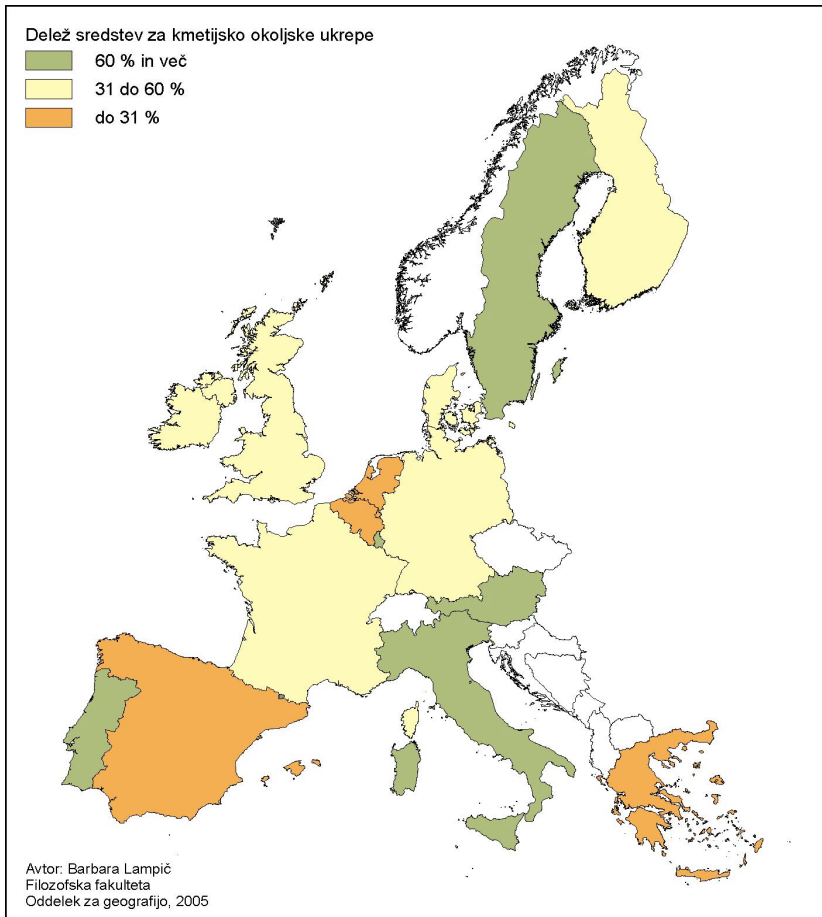 Delež sredstev za kmetijsko okoljske ukrepe
60 % in več
31 do 60 %
do 31 %
Avtor: Barbara Lampič
Filozofska fakulteta
Oddelek za geografijo, 2005